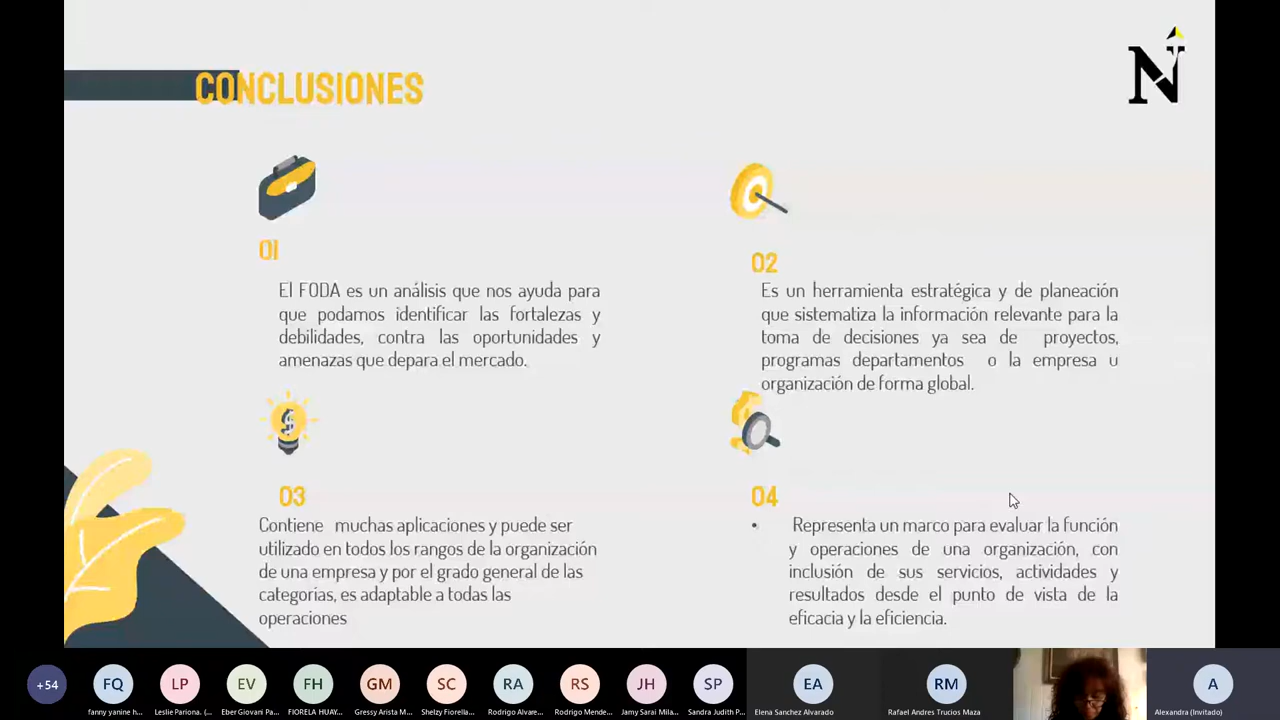 CONCLUSIONES
N
01
El FODA es un análisis que nos ayuda para
que podamos identificar las fortalezas y
debilidades, contra las oportunidades y
amenazas que depara el mercado.
02
Es un herramienta estratégica y de planeación
que sistematiza la información relevante para la
toma de decisiones ya sea de proyectos,
programas departamentos o la empresa u
organización de forma global.
03
Contiene muchas aplicaciones y puede ser
utilizado en todos los rangos de la organización
de una empresa y por el grado general de las
categorías, es adaptable a todas las
operaciones
04
• Representa un marco para evaluar la función
y operaciones de una organización, con
inclusión de sus servicios, actividades y
resultados desde el punto de vista de la
eficacia y la eficiencia.
+54 FQ LP EV FH GM SC RA RS JH SP EA RM A
fanny yanine h... Leslie Pariona. (... Eber Giovani Pa... FIORELA HUAY... Gressy Arista M... Shelzy Fiorella... Rodrigo Alvare... Rodrigo Mende... Jamy Sarai Mila... Sandra Judith P... Elena Sanchez Alvarado Rafael Andres Trucios Maza Alexandra (Invitado)